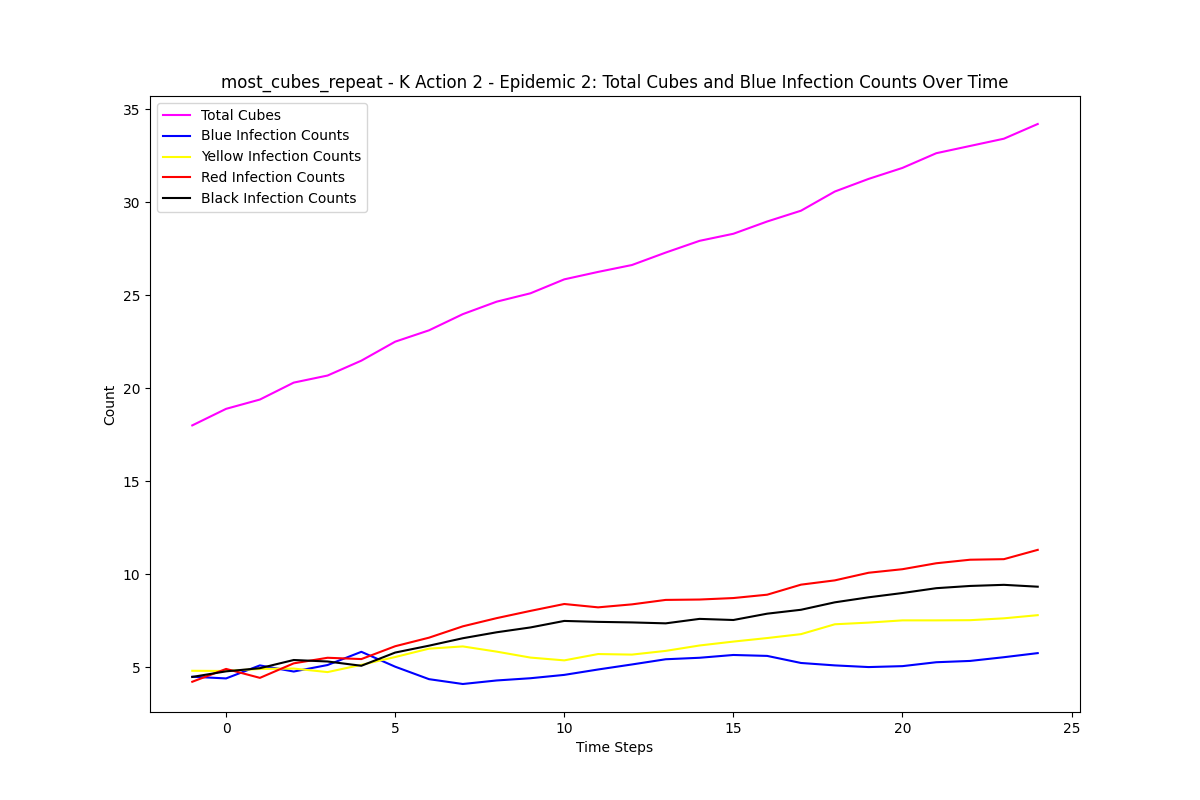 most_cubes_repeat - K Action 2 - Epidemic 2: Total Cubes and Blue Infection Counts Over Time
Total Cubes
Blue Infection Counts
Yellow Infection Counts
Red Infection Counts
Black Infection Counts
35
30
25
20
15
10
5
Count
0
5
10
15
20
25
Time Steps